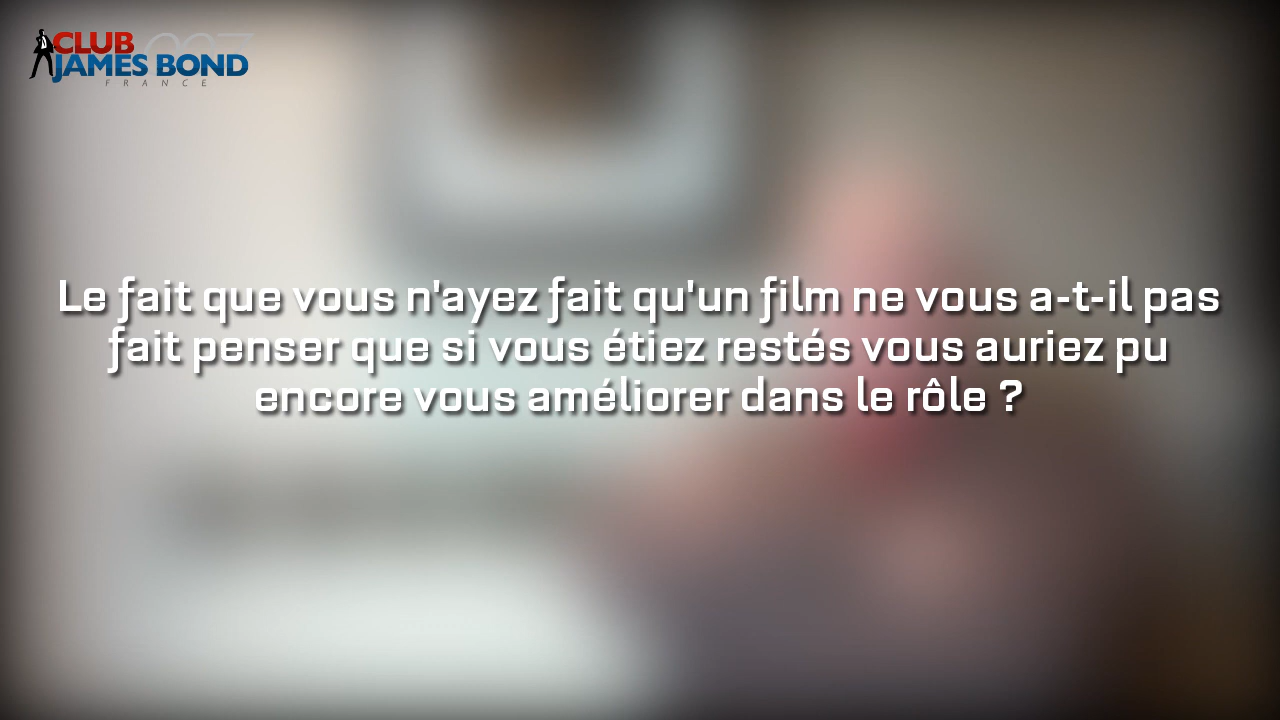 CLUB 007
JAMES BOND
FRANCE
Le fait que vous n'ayez fait qu'un film ne vous a-t-il pas
fait penser que si vous étiez restés vous auriez pu
encore vous améliorer dans le rôle ?